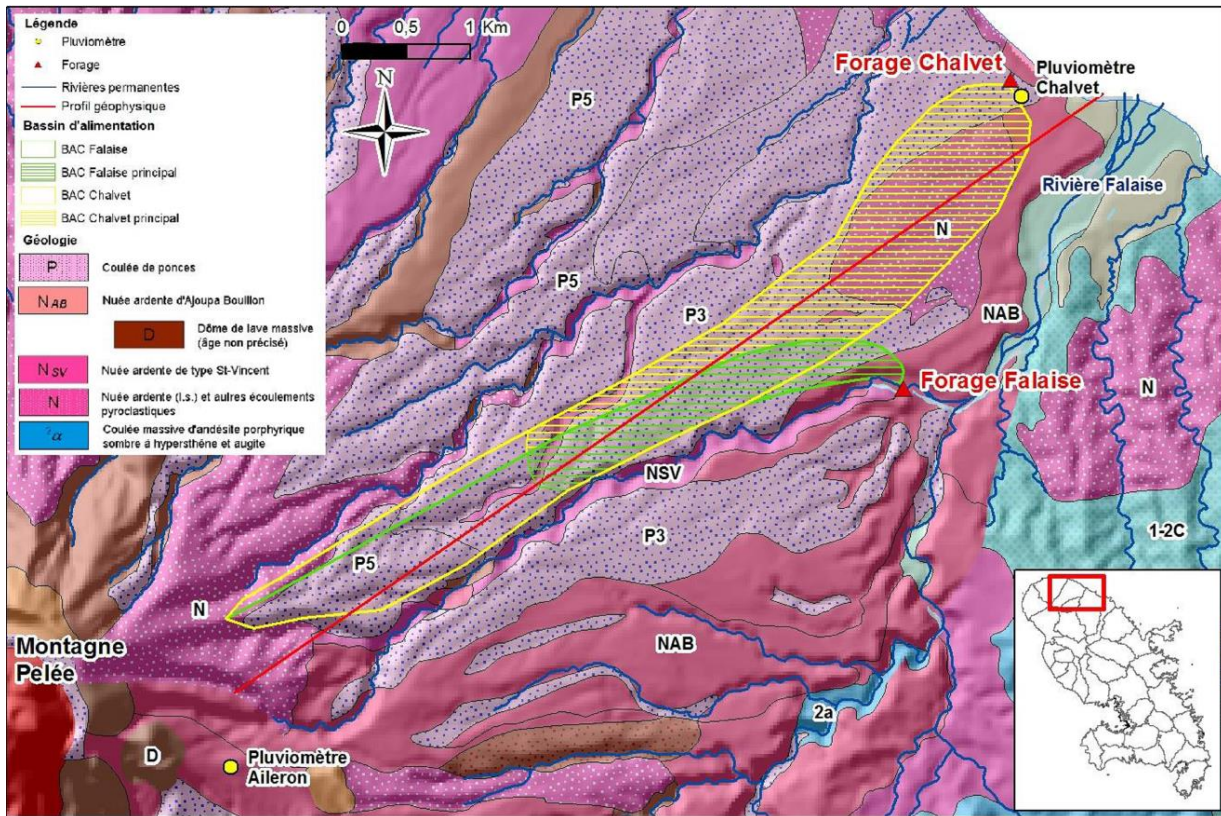 Légende
Pluviomètre
Forage
Rivières permanentes
Profil géophysique
Bassin d'alimentation
BAC Falaise
BAC Falaise principal
BAC Chalvet
BAC Chalvet principal
Géologie
P
Coulée de ponces
NAB
Nuée ardente d'Ajoupa Bouillon
D
Dôme de lave massive
(âge non précisé)
NSV
Nuée ardente de type St-Vincent
N
Nuée ardente (l.s.) et autres écoulements
pyroclastiques
²α
Coulée massive d'andésite porphyrique
sombre à hypersthène et augite
0 0,5 1 Km
N
Forage Chalvet
Pluviomètre
Chalvet
P5
Rivière Falaise
N
P5
P3
NAB
Forage Falaise
N
NSV
P3
1-2C
P5
N
Montagne
Pelée
NAB
2a
D
Pluviomètre
Aileron